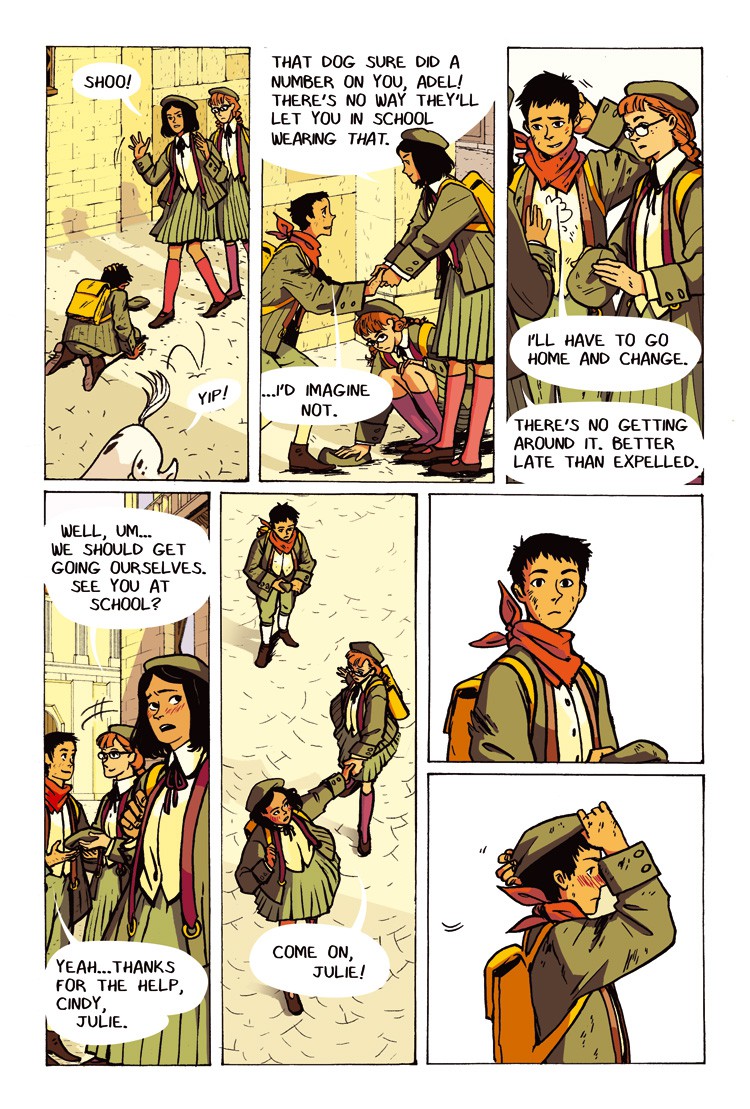 SHOO!
YIP!
THAT DOG SURE DID A
NUMBER ON YOU, ADEL!
THERE'S NO WAY THEY'LL
LET YOU IN SCHOOL
WEARING THAT.
...I'D IMAGINE
NOT.
I'LL HAVE TO GO
HOME AND CHANGE.
THERE'S NO GETTING
AROUND IT. BETTER
LATE THAN EXPELLED.
WELL, UM...
WE SHOULD GET
GOING OURSELVES.
SEE YOU AT
SCHOOL?
YEAH...THANKS
FOR THE HELP,
CINDY,
JULIE.
COME ON,
JULIE!